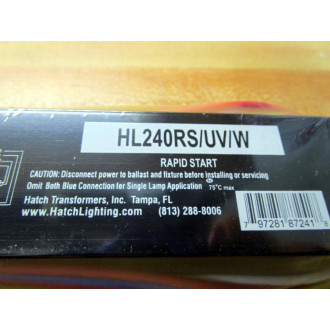 HL240RS/UV/W
RAPID START
CAUTION: Disconnect power to ballast and fixture before installing or servicing
Omit Both Blue Connection for Single Lamp Application 75°C max
Hatch Transformers, Inc. Tampa, FL
www.HatchLighting.com (813) 288-8006
7 97281 87241 8